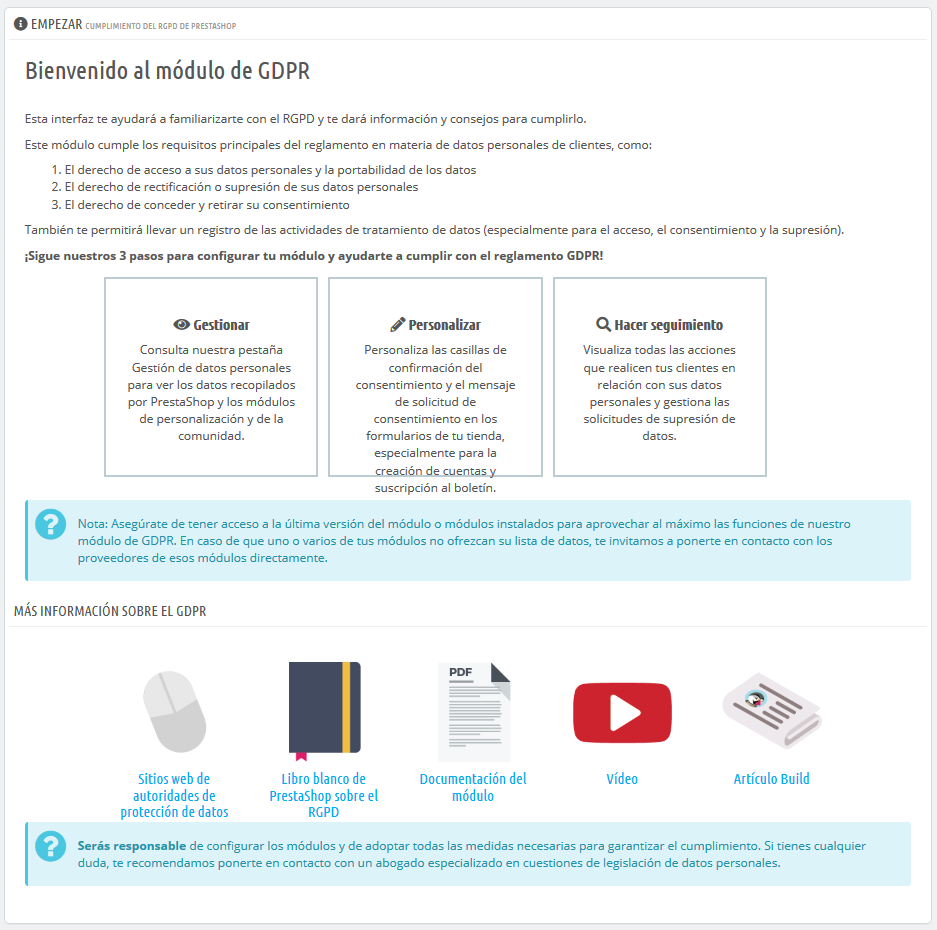 EMPEZAR CUMPLIMIENTO DEL RGPD DE PRESTASHOP
Bienvenido al módulo de GDPR
Esta interfaz te ayudará a familiarizarte con el RGPD y te dará información y consejos para cumplirlo.
Este módulo cumple los requisitos principales del reglamento en materia de datos personales de clientes, como:
1. El derecho de acceso a sus datos personales y la portabilidad de los datos
2. El derecho de rectificación o supresión de sus datos personales
3. El derecho de conceder y retirar su consentimiento
También te permitirá llevar un registro de las actividades de tratamiento de datos (especialmente para el acceso, el consentimiento y la supresión).
¡Sigue nuestros 3 pasos para configurar tu módulo y ayudarte a cumplir con el reglamento GDPR!
Gestionar
Consulta nuestra pestaña
Gestión de datos personales
para ver los datos recopilados
por PrestaShop y los módulos
de personalización y de la
comunidad.
Personalizar
Personaliza las casillas de
confirmación del
consentimiento y el mensaje
de solicitud de
consentimiento en los
formularios de tu tienda,
especialmente para la
creación de cuentas y
suscripción al boletín.
Hacer seguimiento
Visualiza todas las acciones
que realicen tus clientes en
relación con sus datos
personales y gestiona las
solicitudes de supresión de
datos.
Nota: Asegúrate de tener acceso a la última versión del módulo o módulos instalados para aprovechar al máximo las funciones de nuestro
módulo de GDPR. En caso de que uno o varios de tus módulos no ofrezcan su lista de datos, te invitamos a ponerte en contacto con los
proveedores de esos módulos directamente.
MÁS INFORMACIÓN SOBRE EL GDPR
PDF
Sitios web de
autoridades de
protección de datos
Libro blanco de
PrestaShop sobre el
RGPD
Documentación del
módulo
Vídeo
Artículo Build
Serás responsable de configurar los módulos y de adoptar todas las medidas necesarias para garantizar el cumplimiento. Si tienes cualquier
duda, te recomendamos ponerte en contacto con un abogado especializado en cuestiones de legislación de datos personales.